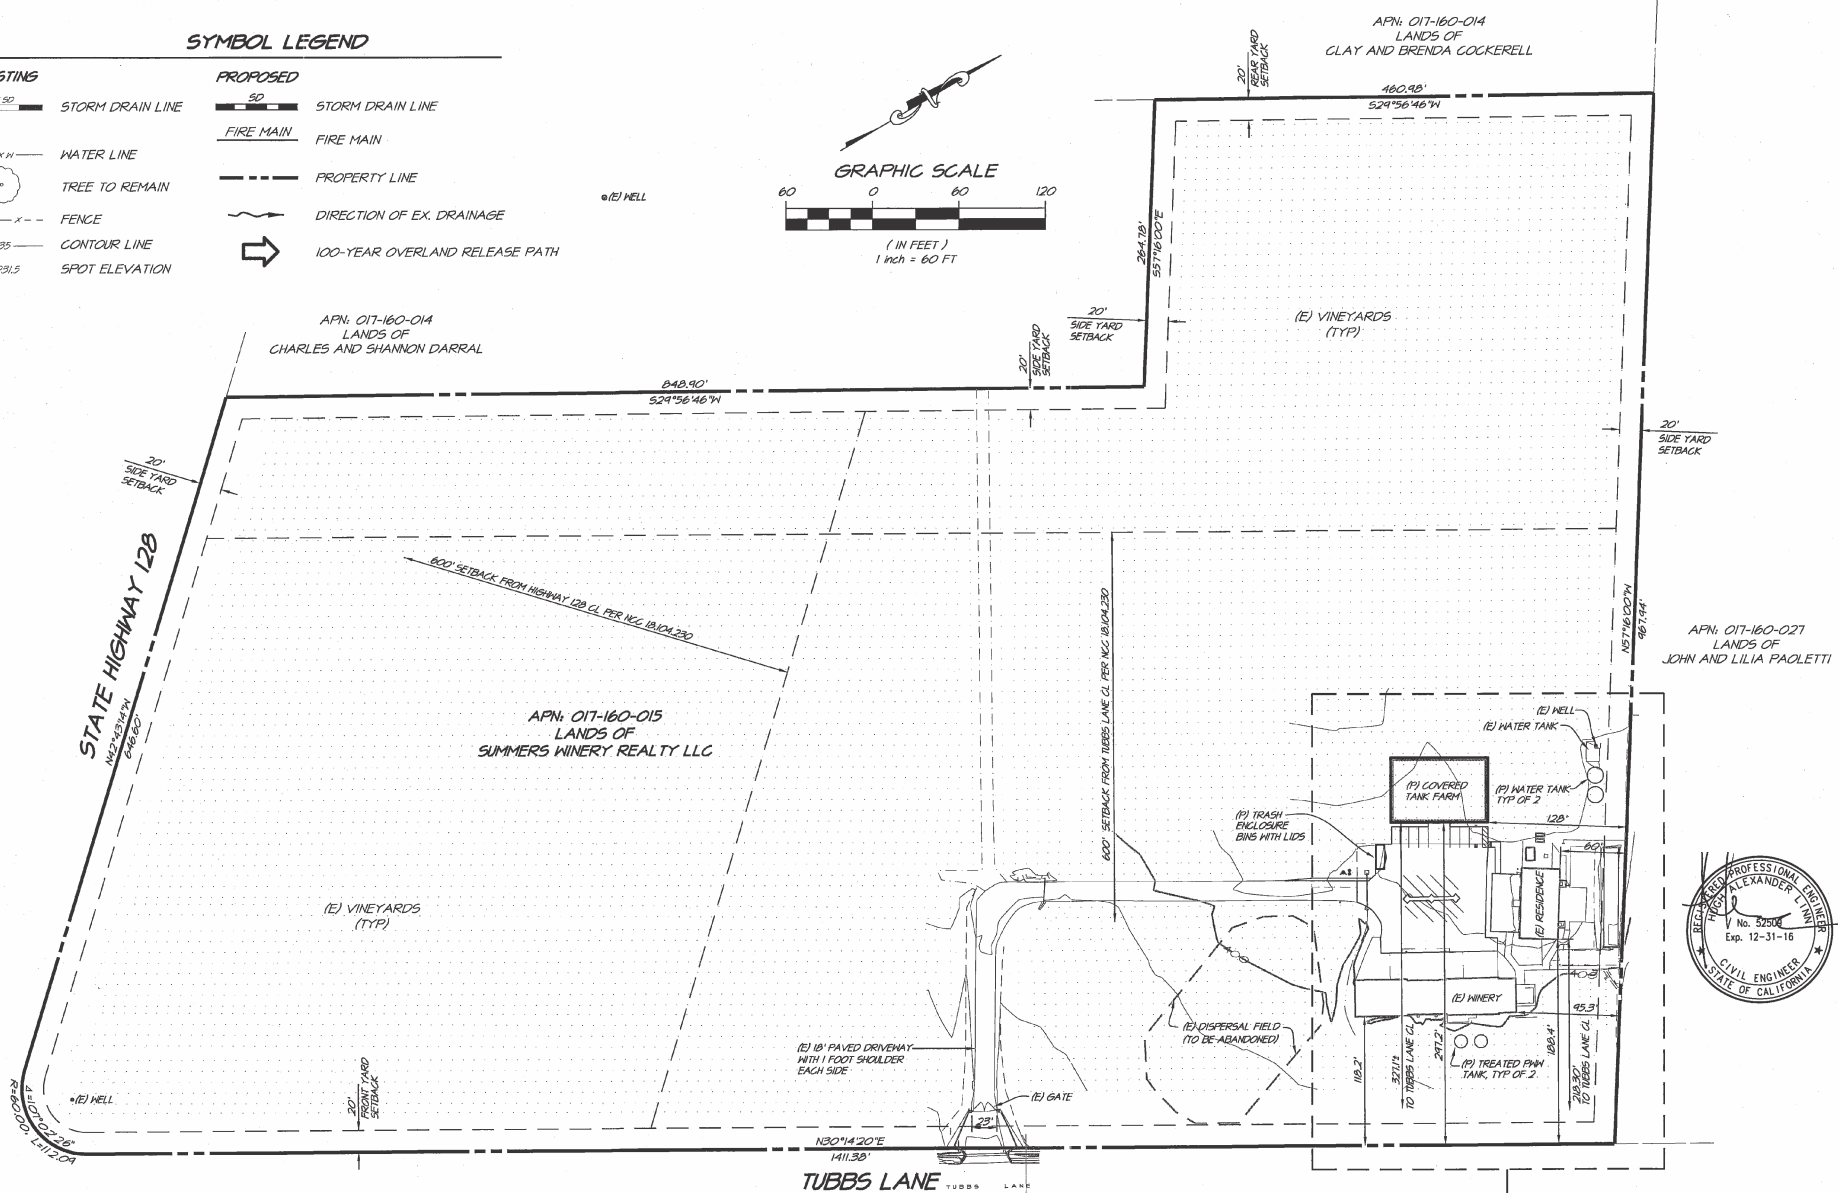 SYMBOL LEGEND
STING
PROPOSED
SD
STORM DRAIN LINE
SD
STORM DRAIN LINE
FIRE MAIN
FIRE MAIN
WATER LINE
TREE TO REMAIN
PROPERTY LINE
X
FENCE
DIRECTION OF EX. DRAINAGE
CONTOUR LINE
100-YEAR OVERLAND RELEASE PATH
SPOT ELEVATION
(E) WELL
GRAPHIC SCALE
60 0 60 120
( IN FEET )
1 inch = 60 FT
APN: 017-160-014
LANDS OF
CLAY AND BRENDA COCKERELL
20'
REAR YARD
SETBACK
460.98'
S29°56'46"W
264.78'
S57°16'00"E
20'
SIDE YARD
SETBACK
20'
SIDE YARD
SETBACK
(E) VINEYARDS
(TYP)
APN: 017-160-014
LANDS OF
CHARLES AND SHANNON DARRAL
848.90'
S29°56'46"W
20'
SIDE YARD
SETBACK
20'
SIDE YARD
SETBACK
STATE HIGHWAY 128
N42°43'14"W
646.60'
600' SETBACK FROM HIGHWAY 128 CL PER NCC 18.104.230
600' SETBACK FROM TUBBS LANE CL PER NCC 18.104.230
N57°16'00"W
967.94'
APN: 017-160-027
LANDS OF
JOHN AND LILIA PAOLETTI
APN: 017-160-015
LANDS OF
SUMMERS WINERY REALTY LLC
(E) WELL
(E) WATER TANK
(P) COVERED
TANK FARM
(P) WATER TANK
TYP OF 2
(P) TRASH
ENCLOSURE
BINS WITH LIDS
128'
60'
(E) RESIDENCE
(E) VINEYARDS
(TYP)
REGISTERED PROFESSIONAL ENGINEER
HUGH ALEXANDER LINN
No. 52509
Exp. 12-31-16
CIVIL ENGINEER
STATE OF CALIFORNIA
(E) WINERY
95.3'
(E) DISPERSAL FIELD
(TO BE ABANDONED)
(E) 18' PAVED DRIVEWAY
WITH 1 FOOT SHOULDER
EACH SIDE
(P) TREATED PWW
TANK, TYP OF 2
118.2'
TO TUBBS LANE CL
297.2'
188.4'
218.30'
TO TUBBS LANE CL
(E) GATE
23'
(E) WELL
20'
FRONT YARD
SETBACK
Δ=107°02'26"
R=60.00', L=112.09
N30°14'20"E
1411.38'
TUBBS LANE
TUBBS LANE